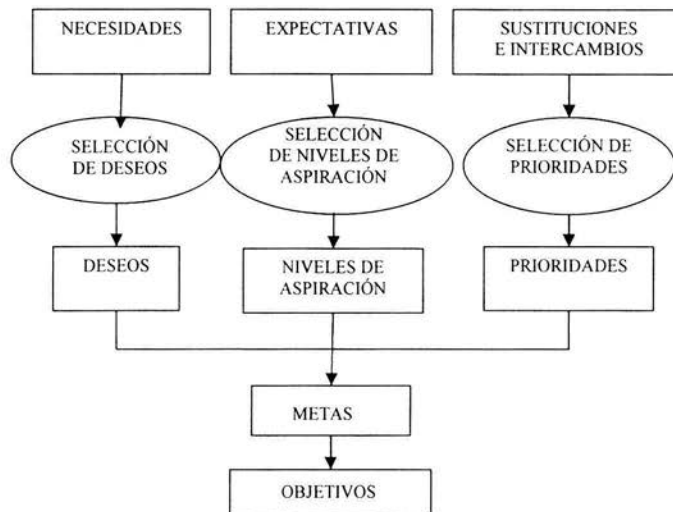 NECESIDADES
EXPECTATIVAS
SUSTITUCIONES
E INTERCAMBIOS
SELECCIÓN
DE DESEOS
SELECCIÓN
DE NIVELES DE
ASPIRACIÓN
SELECCIÓN DE
PRIORIDADES
DESEOS
NIVELES DE
ASPIRACIÓN
PRIORIDADES
METAS
OBJETIVOS